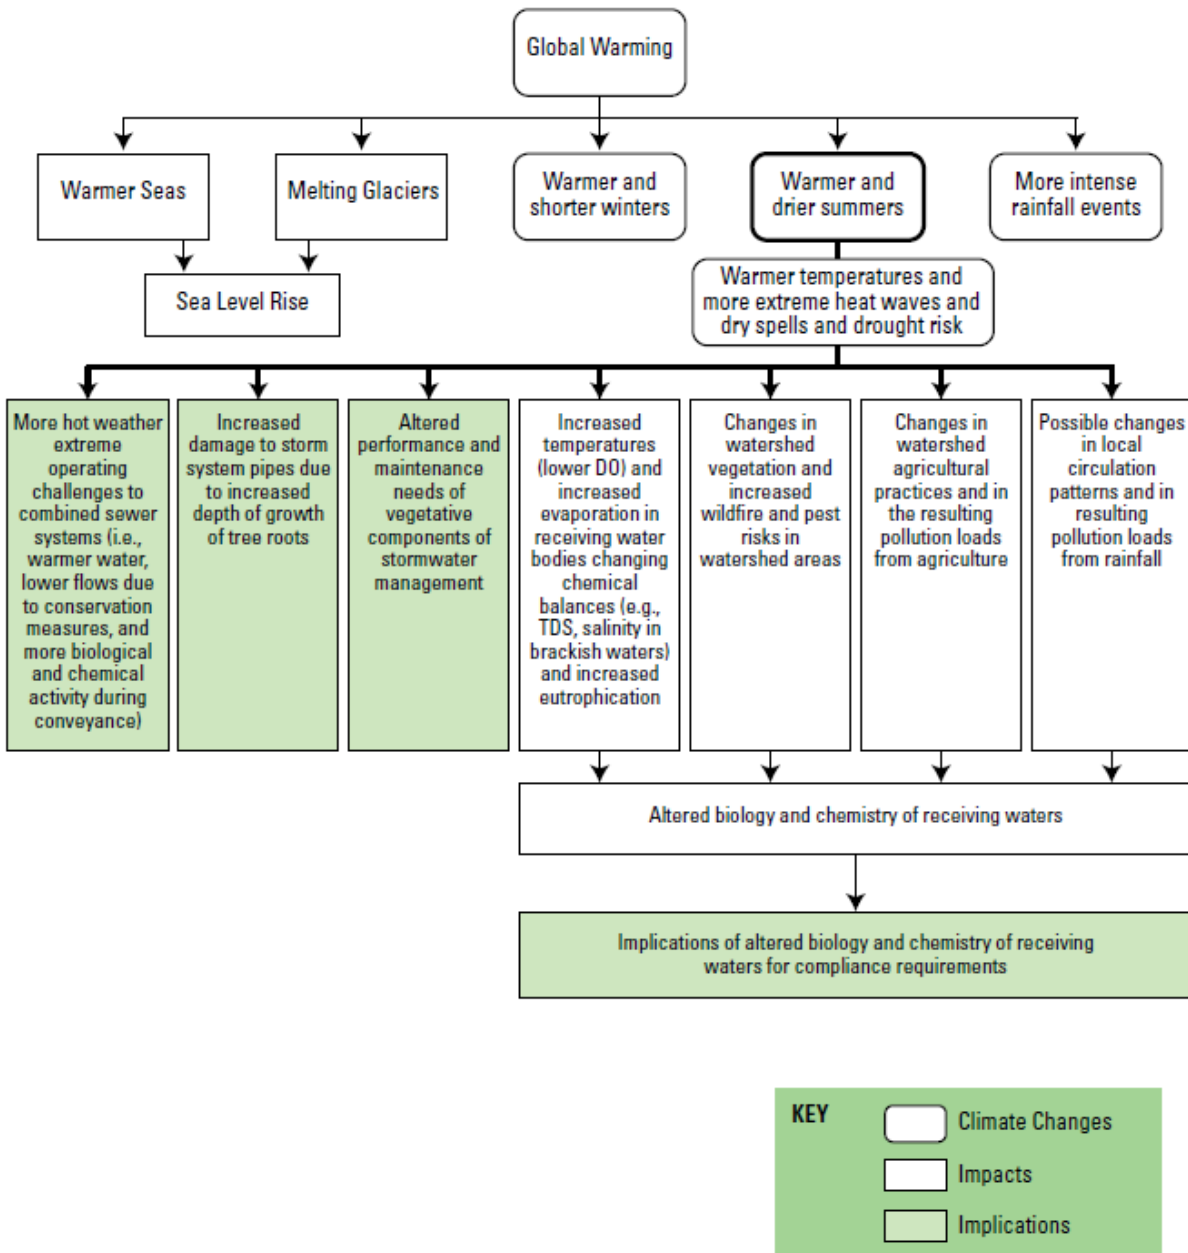 Global Warming
Warmer Seas
Melting Glaciers
Warmer and
shorter winters
Warmer and
drier summers
More intense
rainfall events
Sea Level Rise
Warmer temperatures and
more extreme heat waves and
dry spells and drought risk
More hot weather
extreme
operating
challenges to
combined sewer
systems (i.e.,
warmer water,
lower flows due
to conservation
measures, and
more biological
and chemical
activity during
conveyance)
Increased
damage to storm
system pipes due
to increased
depth of growth
of tree roots
Altered
performance and
maintenance
needs of
vegetative
components of
stormwater
management
Increased
temperatures
(lower DO) and
increased
evaporation in
receiving water
bodies changing
chemical
balances (e.g.,
TDS, salinity in
brackish waters)
and increased
eutrophication
Changes in
watershed
vegetation and
increased
wildfire and pest
risks in
watershed areas
Changes in
watershed
agricultural
practices and in
the resulting
pollution loads
from agriculture
Possible changes
in local
circulation
patterns and in
resulting
pollution loads
from rainfall
Altered biology and chemistry of receiving waters
Implications of altered biology and chemistry of receiving
waters for compliance requirements
KEY
Climate Changes
Impacts
Implications